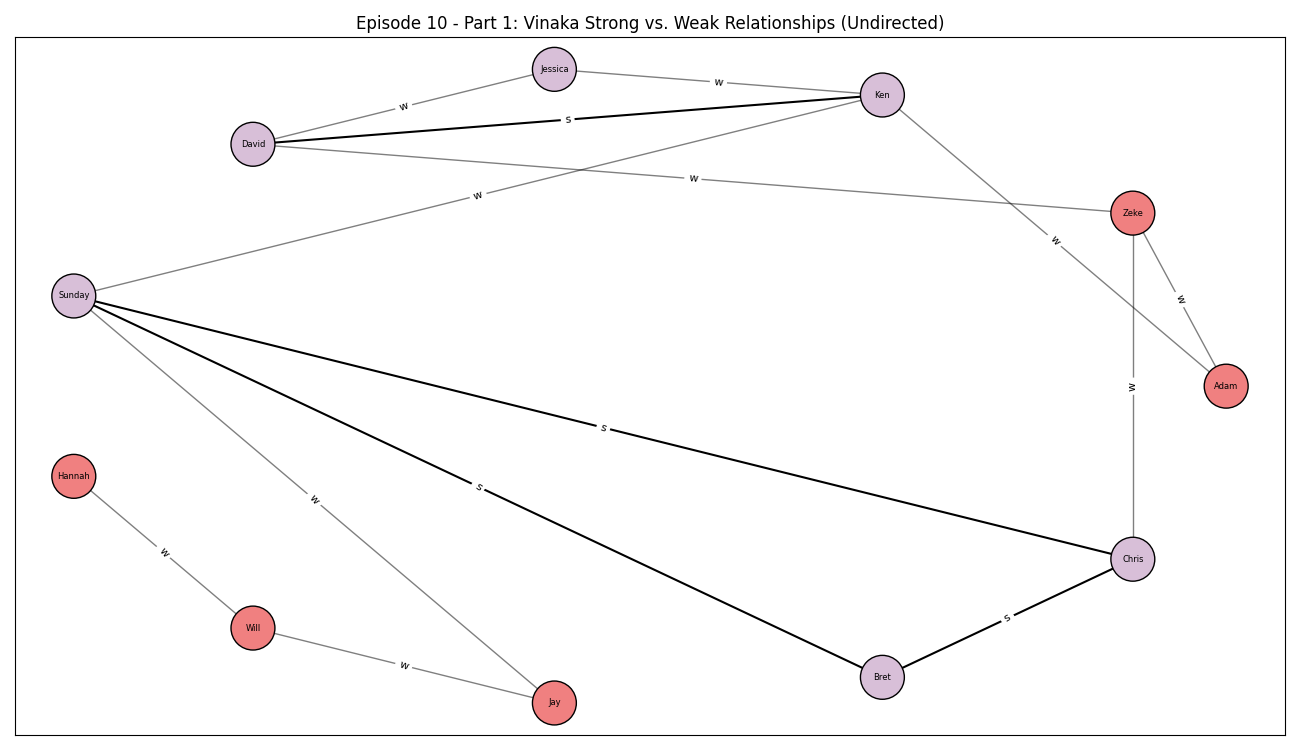 Episode 10 - Part 1: Vinaka Strong vs. Weak Relationships (Undirected)
Jessica
w
Ken
w
s
David
w
w
Zeke
w
w
Sunday
w
Adam
w
s
Hannah
s
w
w
Chris
s
Will
w
Bret
Jay